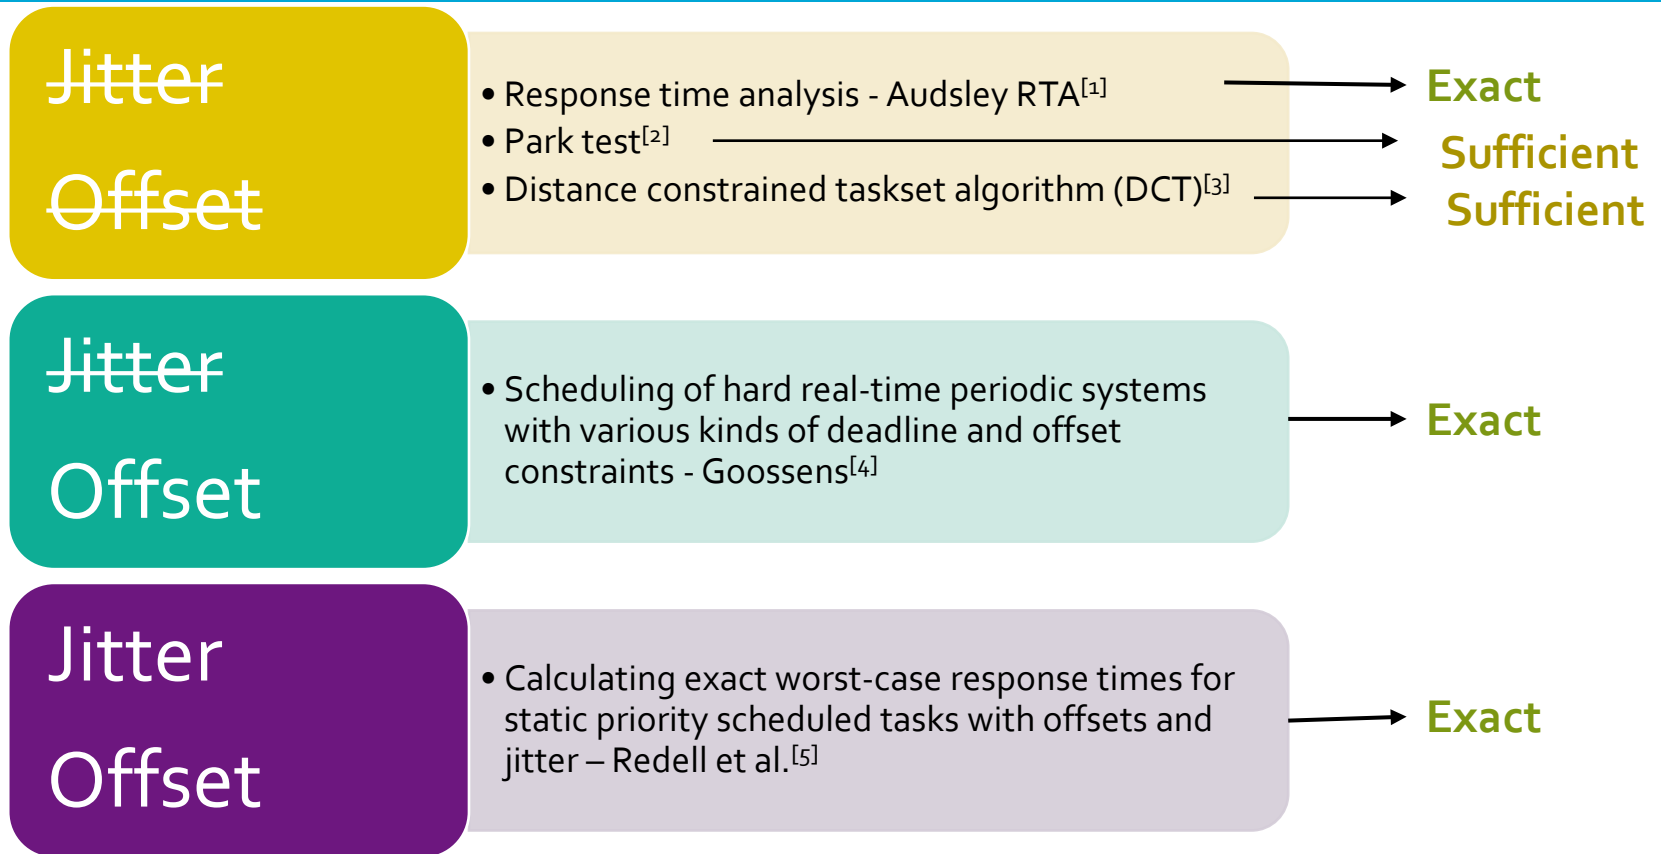 Jitter
Offset
• Response time analysis - Audsley RTA[1]
• Park test[2]
• Distance constrained taskset algorithm (DCT)[3]
Exact
Sufficient
Sufficient
Jitter
Offset
• Scheduling of hard real-time periodic systems
with various kinds of deadline and offset
constraints - Goossens[4]
Exact
Jitter
Offset
• Calculating exact worst-case response times for
static priority scheduled tasks with offsets and
jitter – Redell et al.[5]
Exact